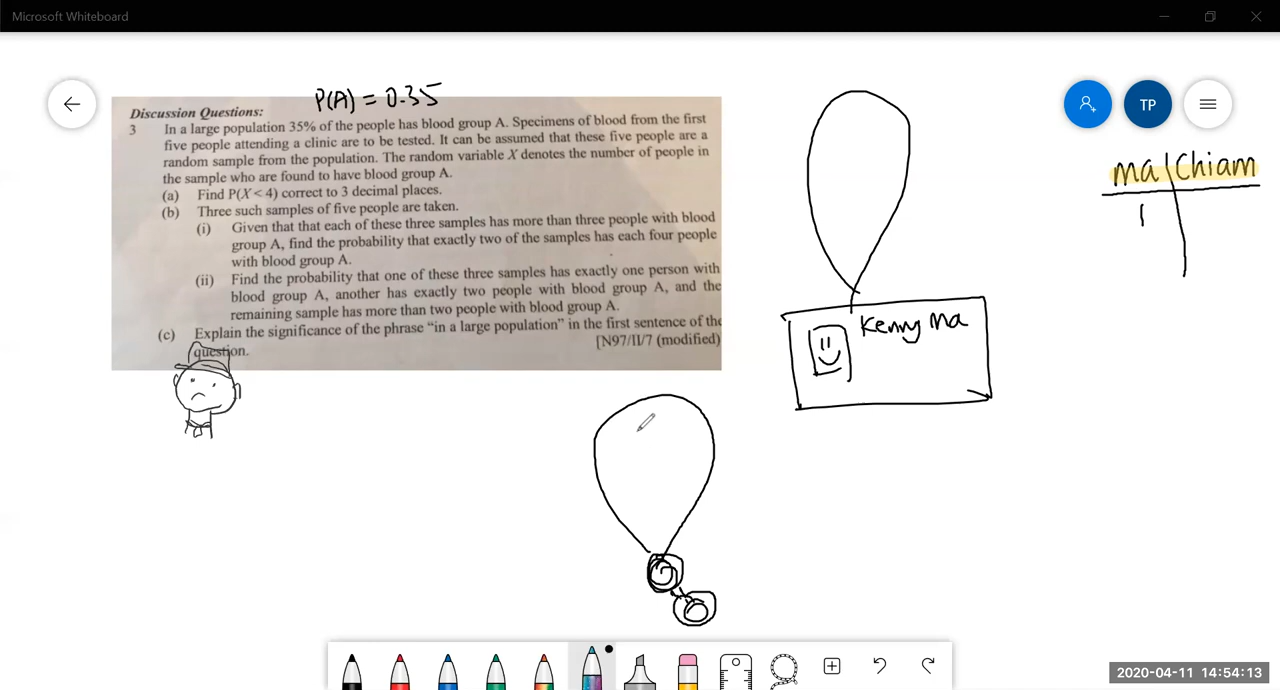 Microsoft Whiteboard
P(A) = 0.35
Discussion Questions:
3 In a large population 35% of the people has blood group A. Specimens of blood from the first
five people attending a clinic are to be tested. It can be assumed that these five people are a
random sample from the population. The random variable X denotes the number of people in
the sample who are found to have blood group A.
(a) Find P(X < 4) correct to 3 decimal places.
(b) Three such samples of five people are taken.
(i) Given that that each of these three samples has more than three people with blood
group A, find the probability that exactly two of the samples has each four people
with blood group A.
(ii) Find the probability that one of these three samples has exactly one person with
blood group A, another has exactly two people with blood group A, and the
remaining sample has more than two people with blood group A.
(c) Explain the significance of the phrase “in a large population” in the first sentence of the
question.
[N97/II/7 (modified)
TP
ma Chiam
1
Kenny Ma
2020-04-11 14:54:13